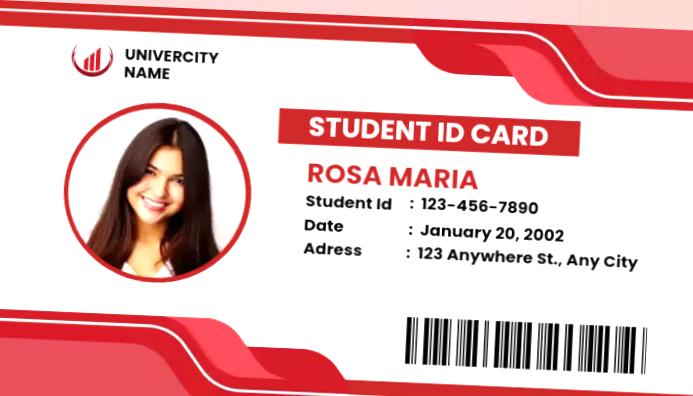 UNIVERCITY
NAME
STUDENT ID CARD
ROSA MARIA
Student Id : 123-456-7890
Date : January 20, 2002
Adress : 123 Anywhere St., Any City